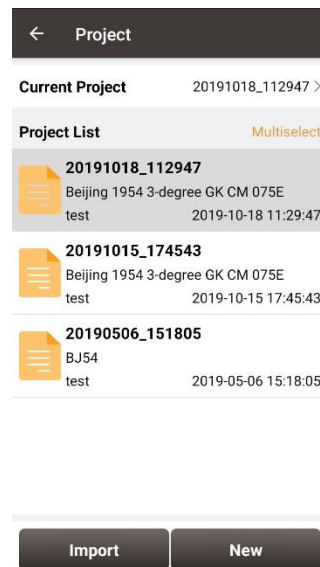 Project
Current Project 20191018_112947
Project List Multiselect
20191018_112947
Beijing 1954 3-degree GK CM 075E
test 2019-10-18 11:29:47
20191015_174543
Beijing 1954 3-degree GK CM 075E
test 2019-10-15 17:45:43
20190506_151805
BJ54
test 2019-05-06 15:18:05
Import New